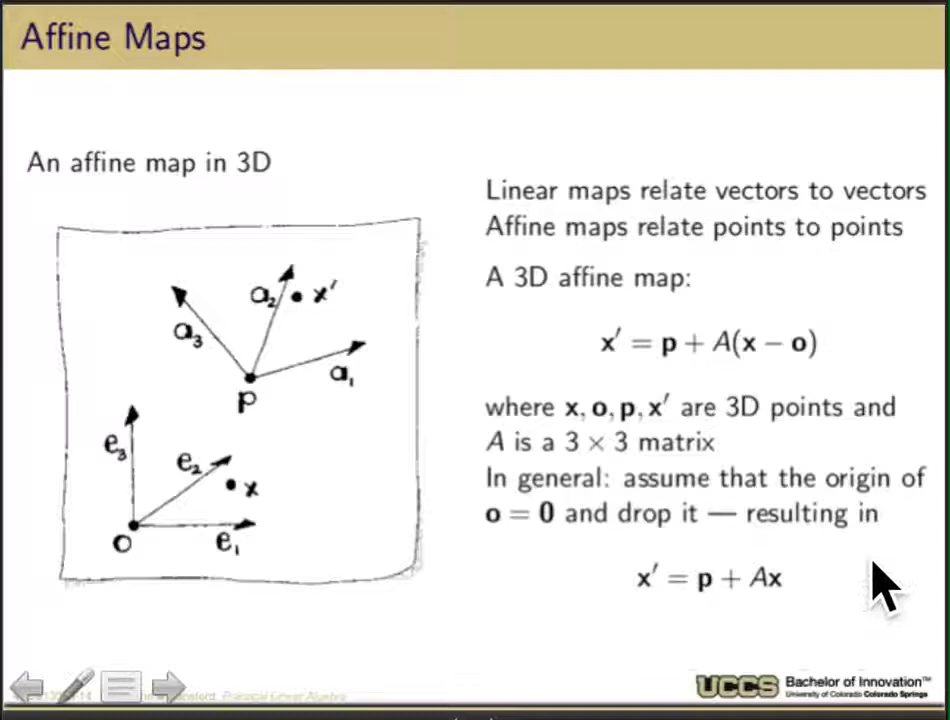 Affine Maps
An affine map in 3D
a₂ x′
a₃
a₁
p
e₃
e₂
x
o
e₁
Linear maps relate vectors to vectors
Affine maps relate points to points
A 3D affine map:
x′ = p + A(x − o)
where x, o, p, x′ are 3D points and
A is a 3 × 3 matrix
In general: assume that the origin of
o = 0 and drop it — resulting in
x′ = p + Ax
Practical Linear Algebra
UCCS Bachelor of Innovation™
University of Colorado Colorado Springs